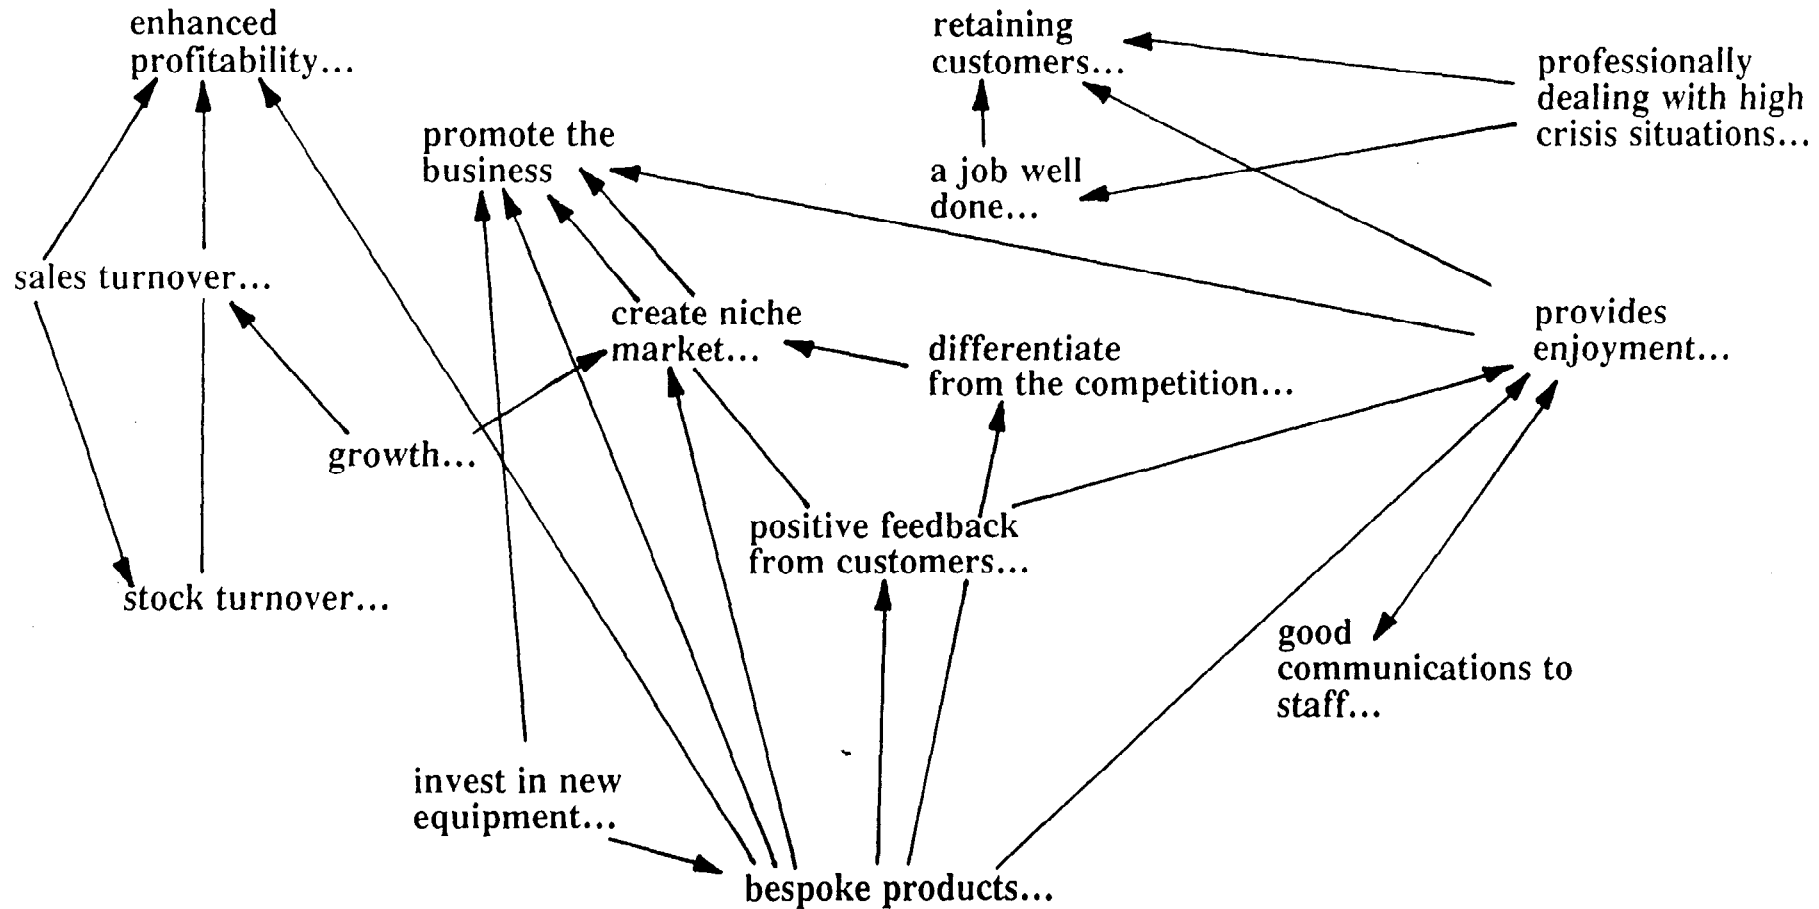 enhanced
profitability...
retaining
customers...
professionally
dealing with high
crisis situations...
promote the
business
a job well
done...
sales turnover...
create niche
market...
differentiate
from the competition...
provides
enjoyment...
growth...
positive feedback
from customers...
stock turnover...
good
communications to
staff...
invest in new
equipment...
bespoke products...